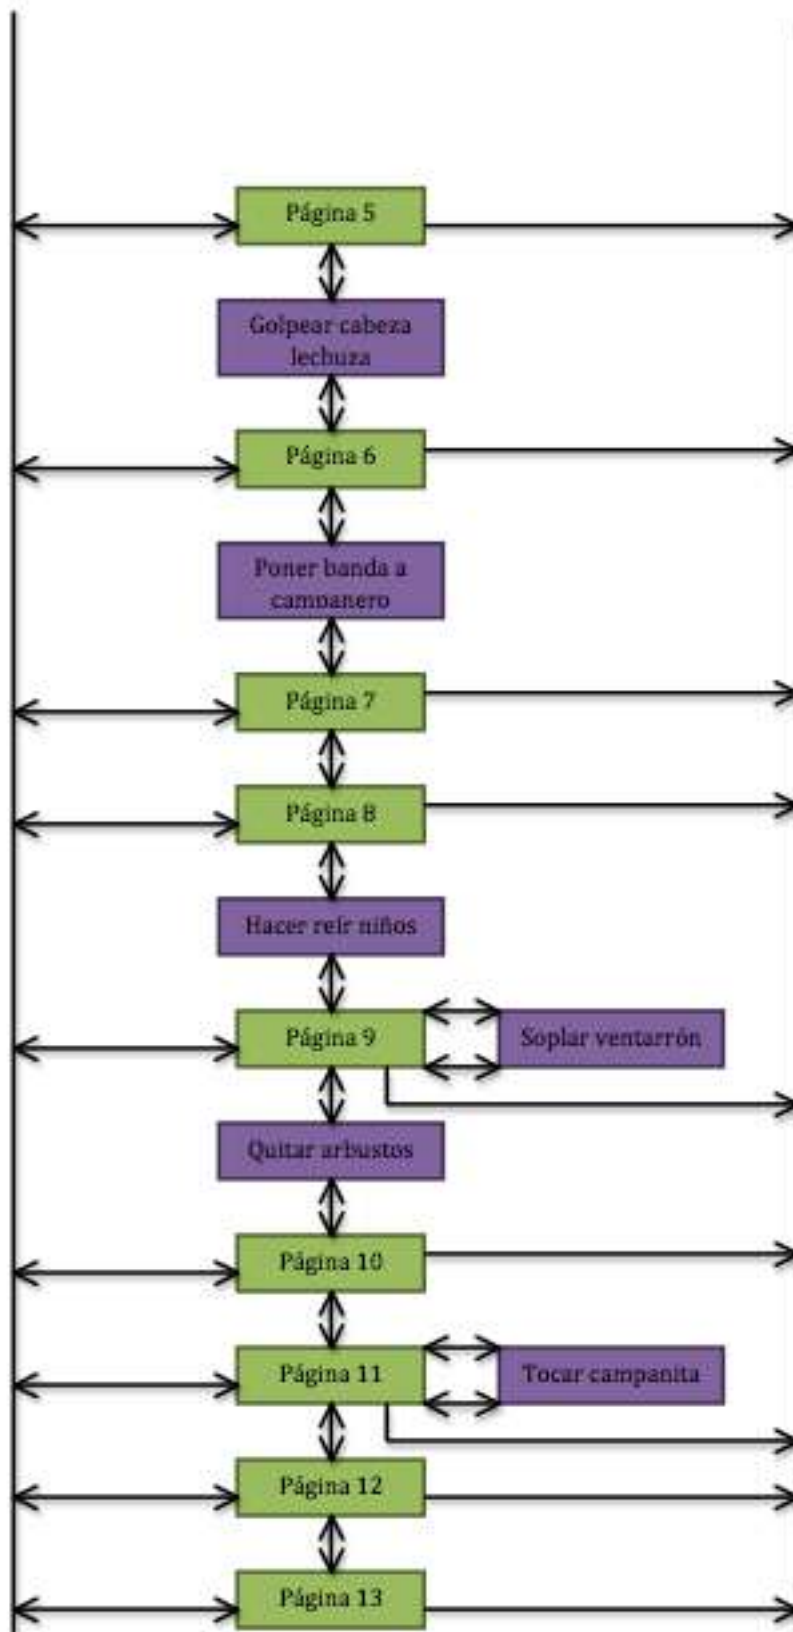 Página 5
Golpear cabeza
lechuza
Página 6
Poner banda a
campanero
Página 7
Página 8
Hacer reír niños
Página 9
Soplar ventarrón
Quitar arbustos
Página 10
Página 11
Tocar campanita
Página 12
Página 13